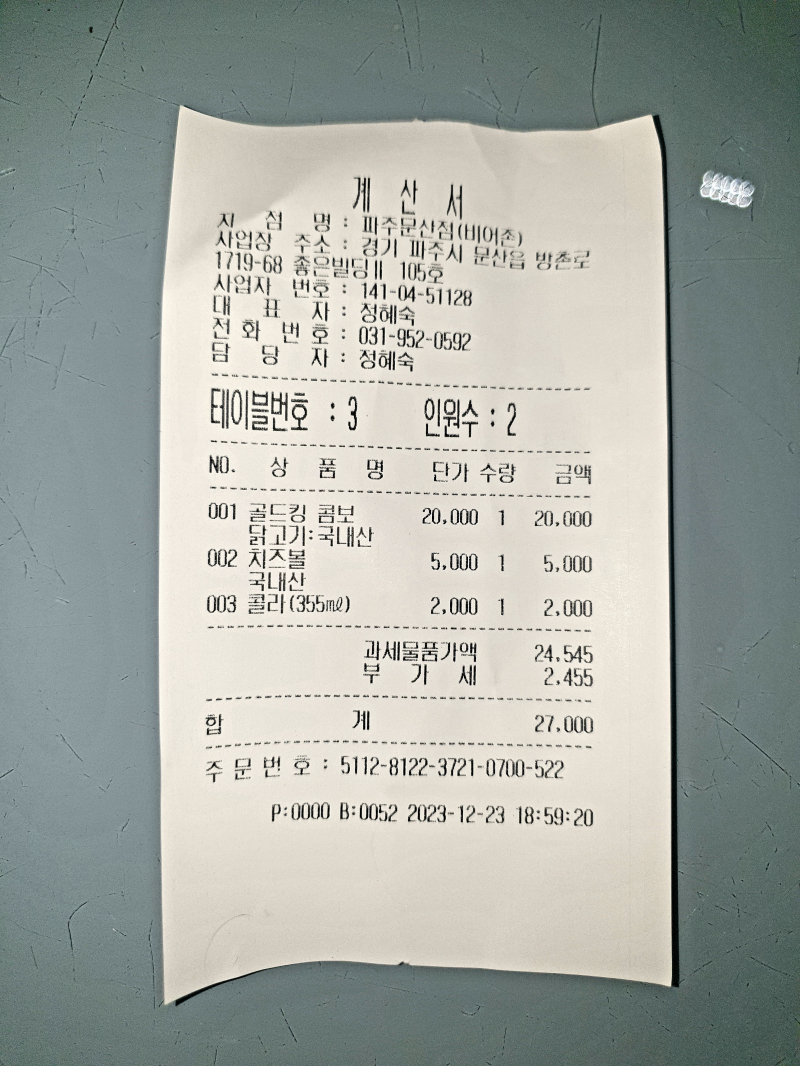 계 산 서
지 점 명 : 파주문산점(비어존)
사업장 주소 : 경기 파주시 문산읍 방촌로
1719-68 좋은빌딩Ⅱ 105호
사업자 번호 : 141-04-51128
대 표 자 : 정혜숙
전 화 번 호 : 031-952-0592
담 당 자 : 정혜숙
테이블번호 : 3 인원수 : 2
NO. 상 품 명 단가 수량 금액
001 골드킹 콤보 20,000 1 20,000
닭고기:국내산
002 치즈볼 5,000 1 5,000
국내산
003 콜라(355㎖) 2,000 1 2,000
과세물품가액 24,545
부 가 세 2,455
합 계 27,000
주 문 번 호 : 5112-8122-3721-0700-522
P:0000 B:0052 2023-12-23 18:59:20